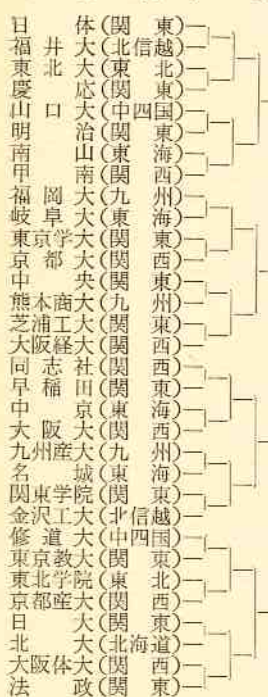 日体(関東)
福井大(北信越)
東北大(東北)
慶応(関東)
山口大(中四国)
明治(関東)
南山(東海)
甲南(関西)
福岡大(九州)
岐阜大(東海)
東京学大(関東)
京都大(関西)
中央(関東)
熊本商大(九州)
芝浦工大(関東)
大阪経大(関西)
同志社(関西)
早稲田(関東)
中京(東海)
大阪大(関西)
九州産大(九州)
名城(東海)
関東学院(関東)
金沢工大(北信越)
修道大(中四国)
東京教大(関東)
東北学院(東北)
京都産大(関西)
日大(関東)
北大(北海道)
大阪体大(関西)
法政(関東)